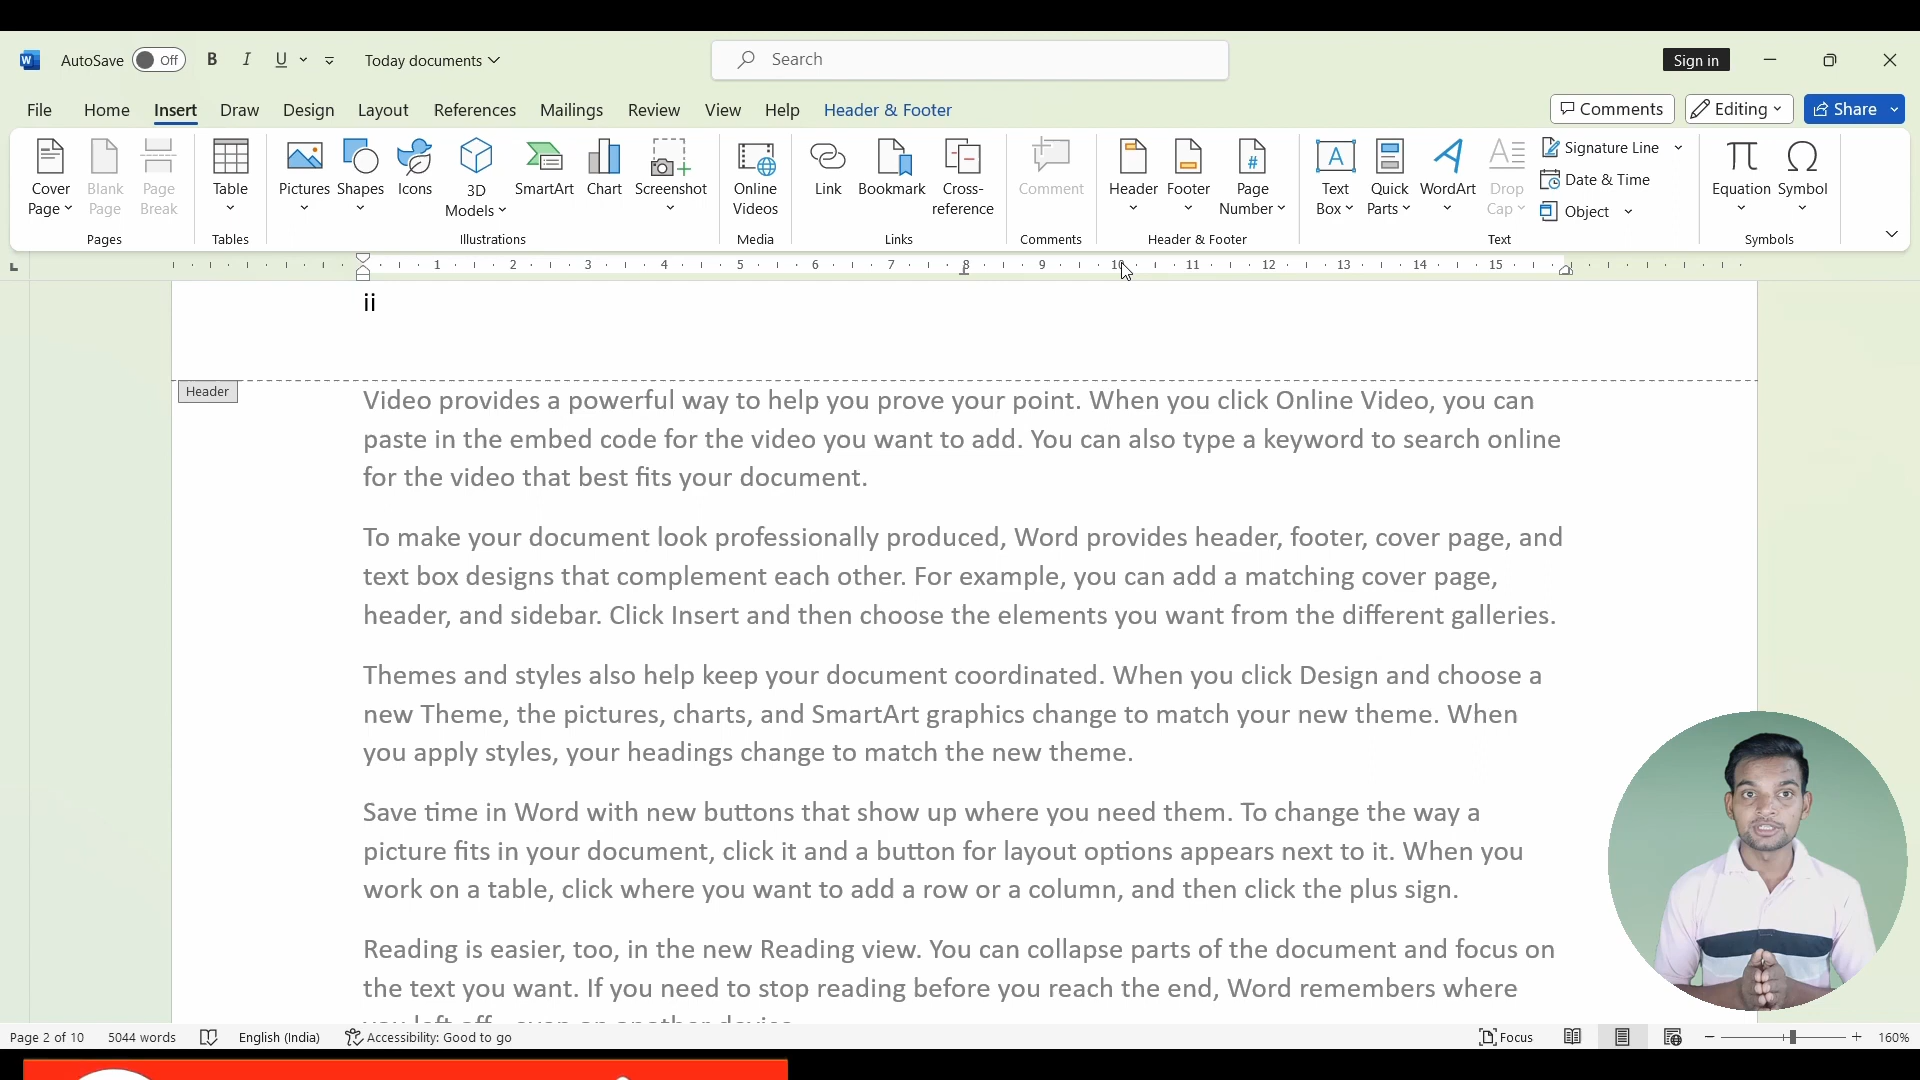 AutoSave Off B I U Today documents Search Sign in
File Home Insert Draw Design Layout References Mailings Review View Help Header & Footer Comments Editing Share
Cover Page
Blank Page
Page Break
Pages
Table
Tables
Pictures
Shapes
Icons
3D Models
SmartArt
Chart
Screenshot
Illustrations
Online Videos
Media
Link
Bookmark
Cross-reference
Links
Comment
Comments
Header
Footer
Page Number
Header & Footer
Text Box
Quick Parts
WordArt
Drop Cap
Signature Line
Date & Time
Object
Text
Equation
Symbol
Symbols
1 2 3 4 5 6 7 8 9 10 11 12 13 14 15
ii
Header
Video provides a powerful way to help you prove your point. When you click Online Video, you can
paste in the embed code for the video you want to add. You can also type a keyword to search online
for the video that best fits your document.
To make your document look professionally produced, Word provides header, footer, cover page, and
text box designs that complement each other. For example, you can add a matching cover page,
header, and sidebar. Click Insert and then choose the elements you want from the different galleries.
Themes and styles also help keep your document coordinated. When you click Design and choose a
new Theme, the pictures, charts, and SmartArt graphics change to match your new theme. When
you apply styles, your headings change to match the new theme.
Save time in Word with new buttons that show up where you need them. To change the way a
picture fits in your document, click it and a button for layout options appears next to it. When you
work on a table, click where you want to add a row or a column, and then click the plus sign.
Reading is easier, too, in the new Reading view. You can collapse parts of the document and focus on
the text you want. If you need to stop reading before you reach the end, Word remembers where
Page 2 of 10 5044 words English (India) Accessibility: Good to go Focus 160%